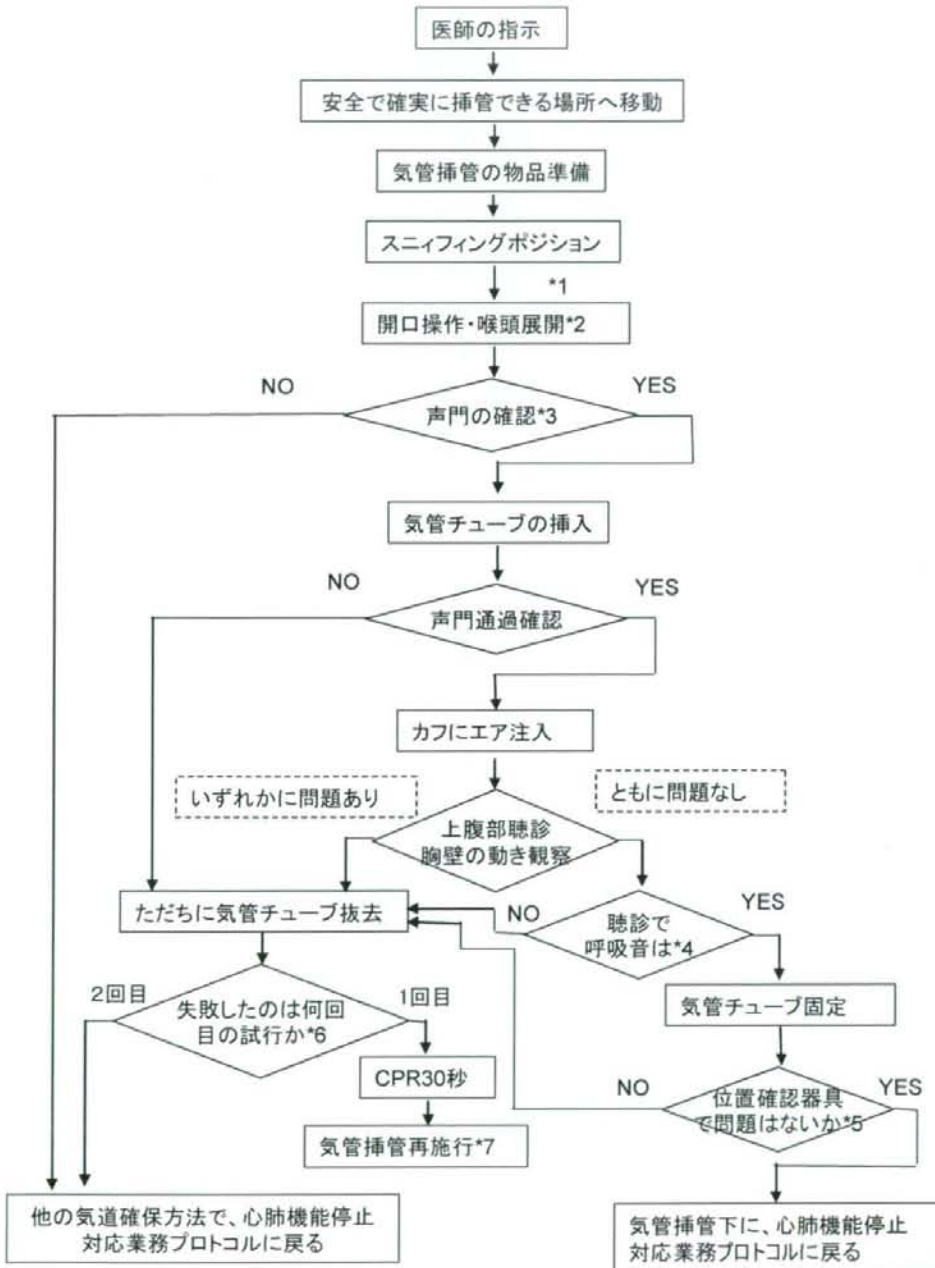 医師の指示
安全で確実に挿管できる場所へ移動
気管挿管の物品準備
スニィフィングポジション
*1
開口操作・喉頭展開*2
NO
YES
声門の確認*3
気管チューブの挿入
NO
YES
声門通過確認
カフにエア注入
いずれかに問題あり
ともに問題なし
上腹部聴診
胸壁の動き観察
ただちに気管チューブ抜去
NO
YES
聴診で
呼吸音は*4
2回目
1回目
失敗したのは何回
目の試行か*6
気管チューブ固定
CPR30秒
NO
YES
位置確認器具
で問題はないか*5
気管挿管再施行*7
他の気道確保方法で、心肺機能停止
対応業務プロトコルに戻る
気管挿管下に、心肺機能停止
対応業務プロトコルに戻る